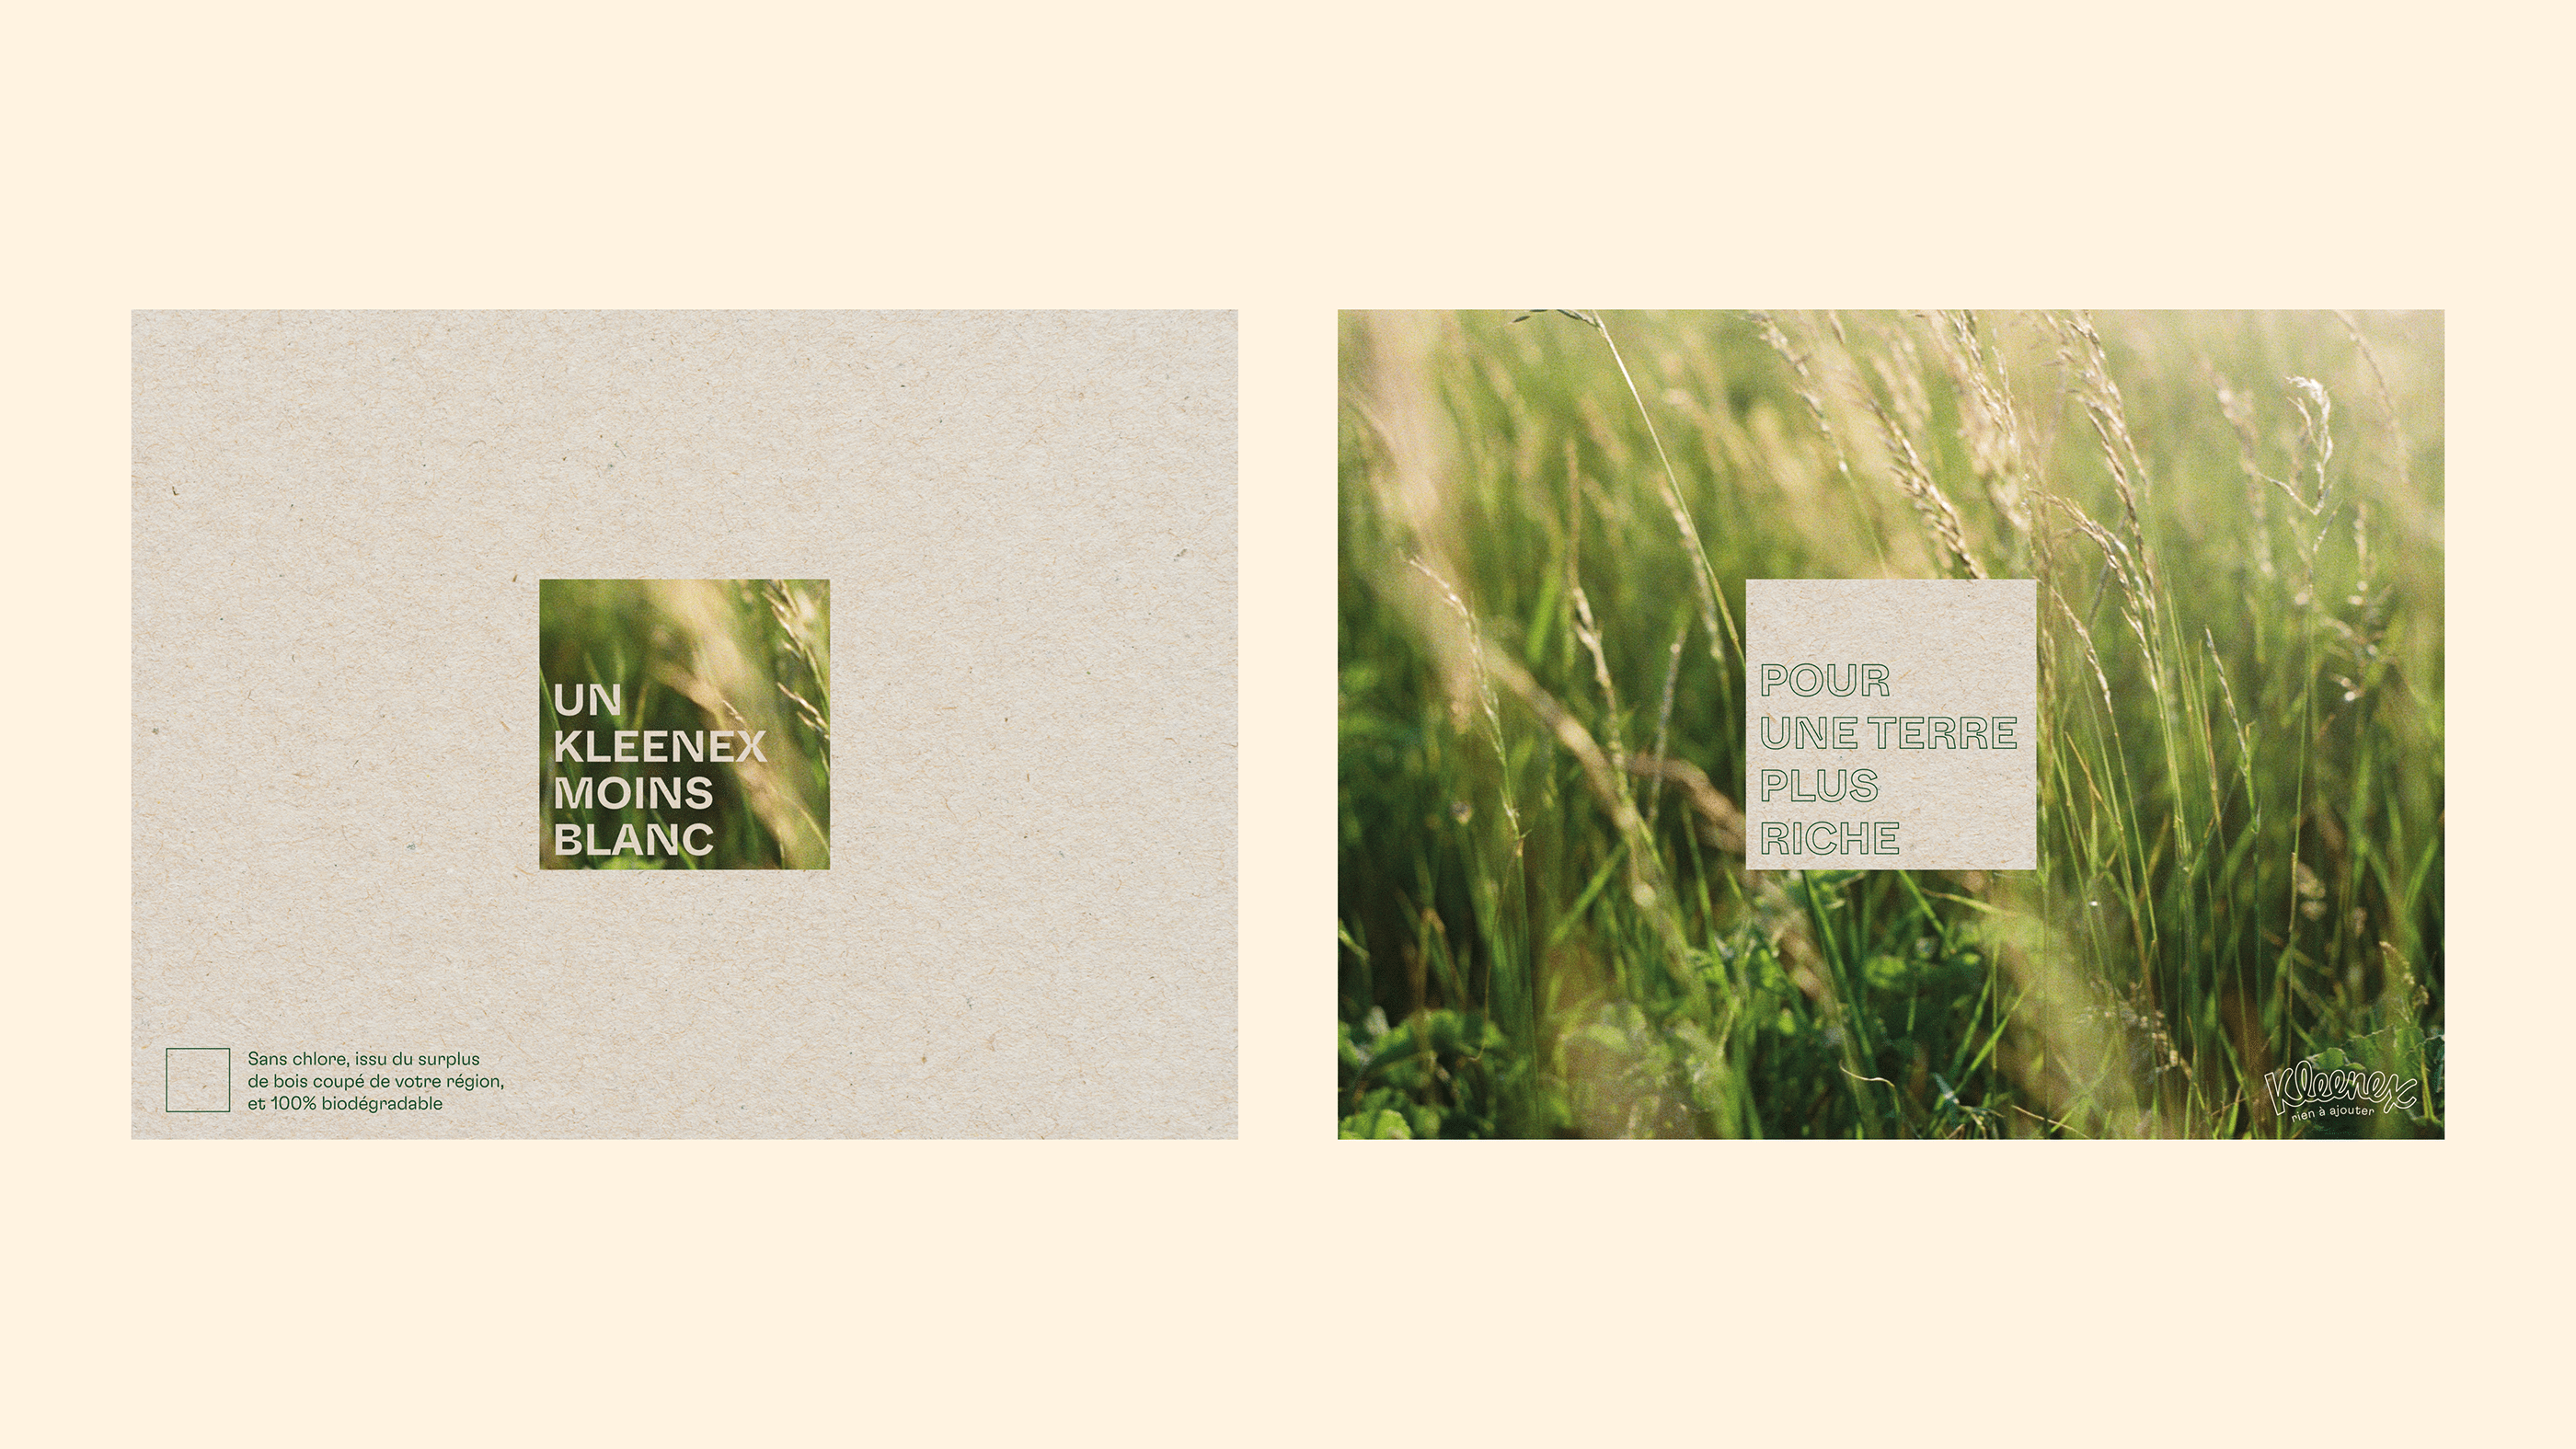 UN
KLEENEX
MOINS
BLANC
Sans chlore, issu du surplus
de bois coupé de votre région,
et 100% biodégradable
POUR
UNE TERRE
PLUS
RICHE
Kleenex
rien à ajouter